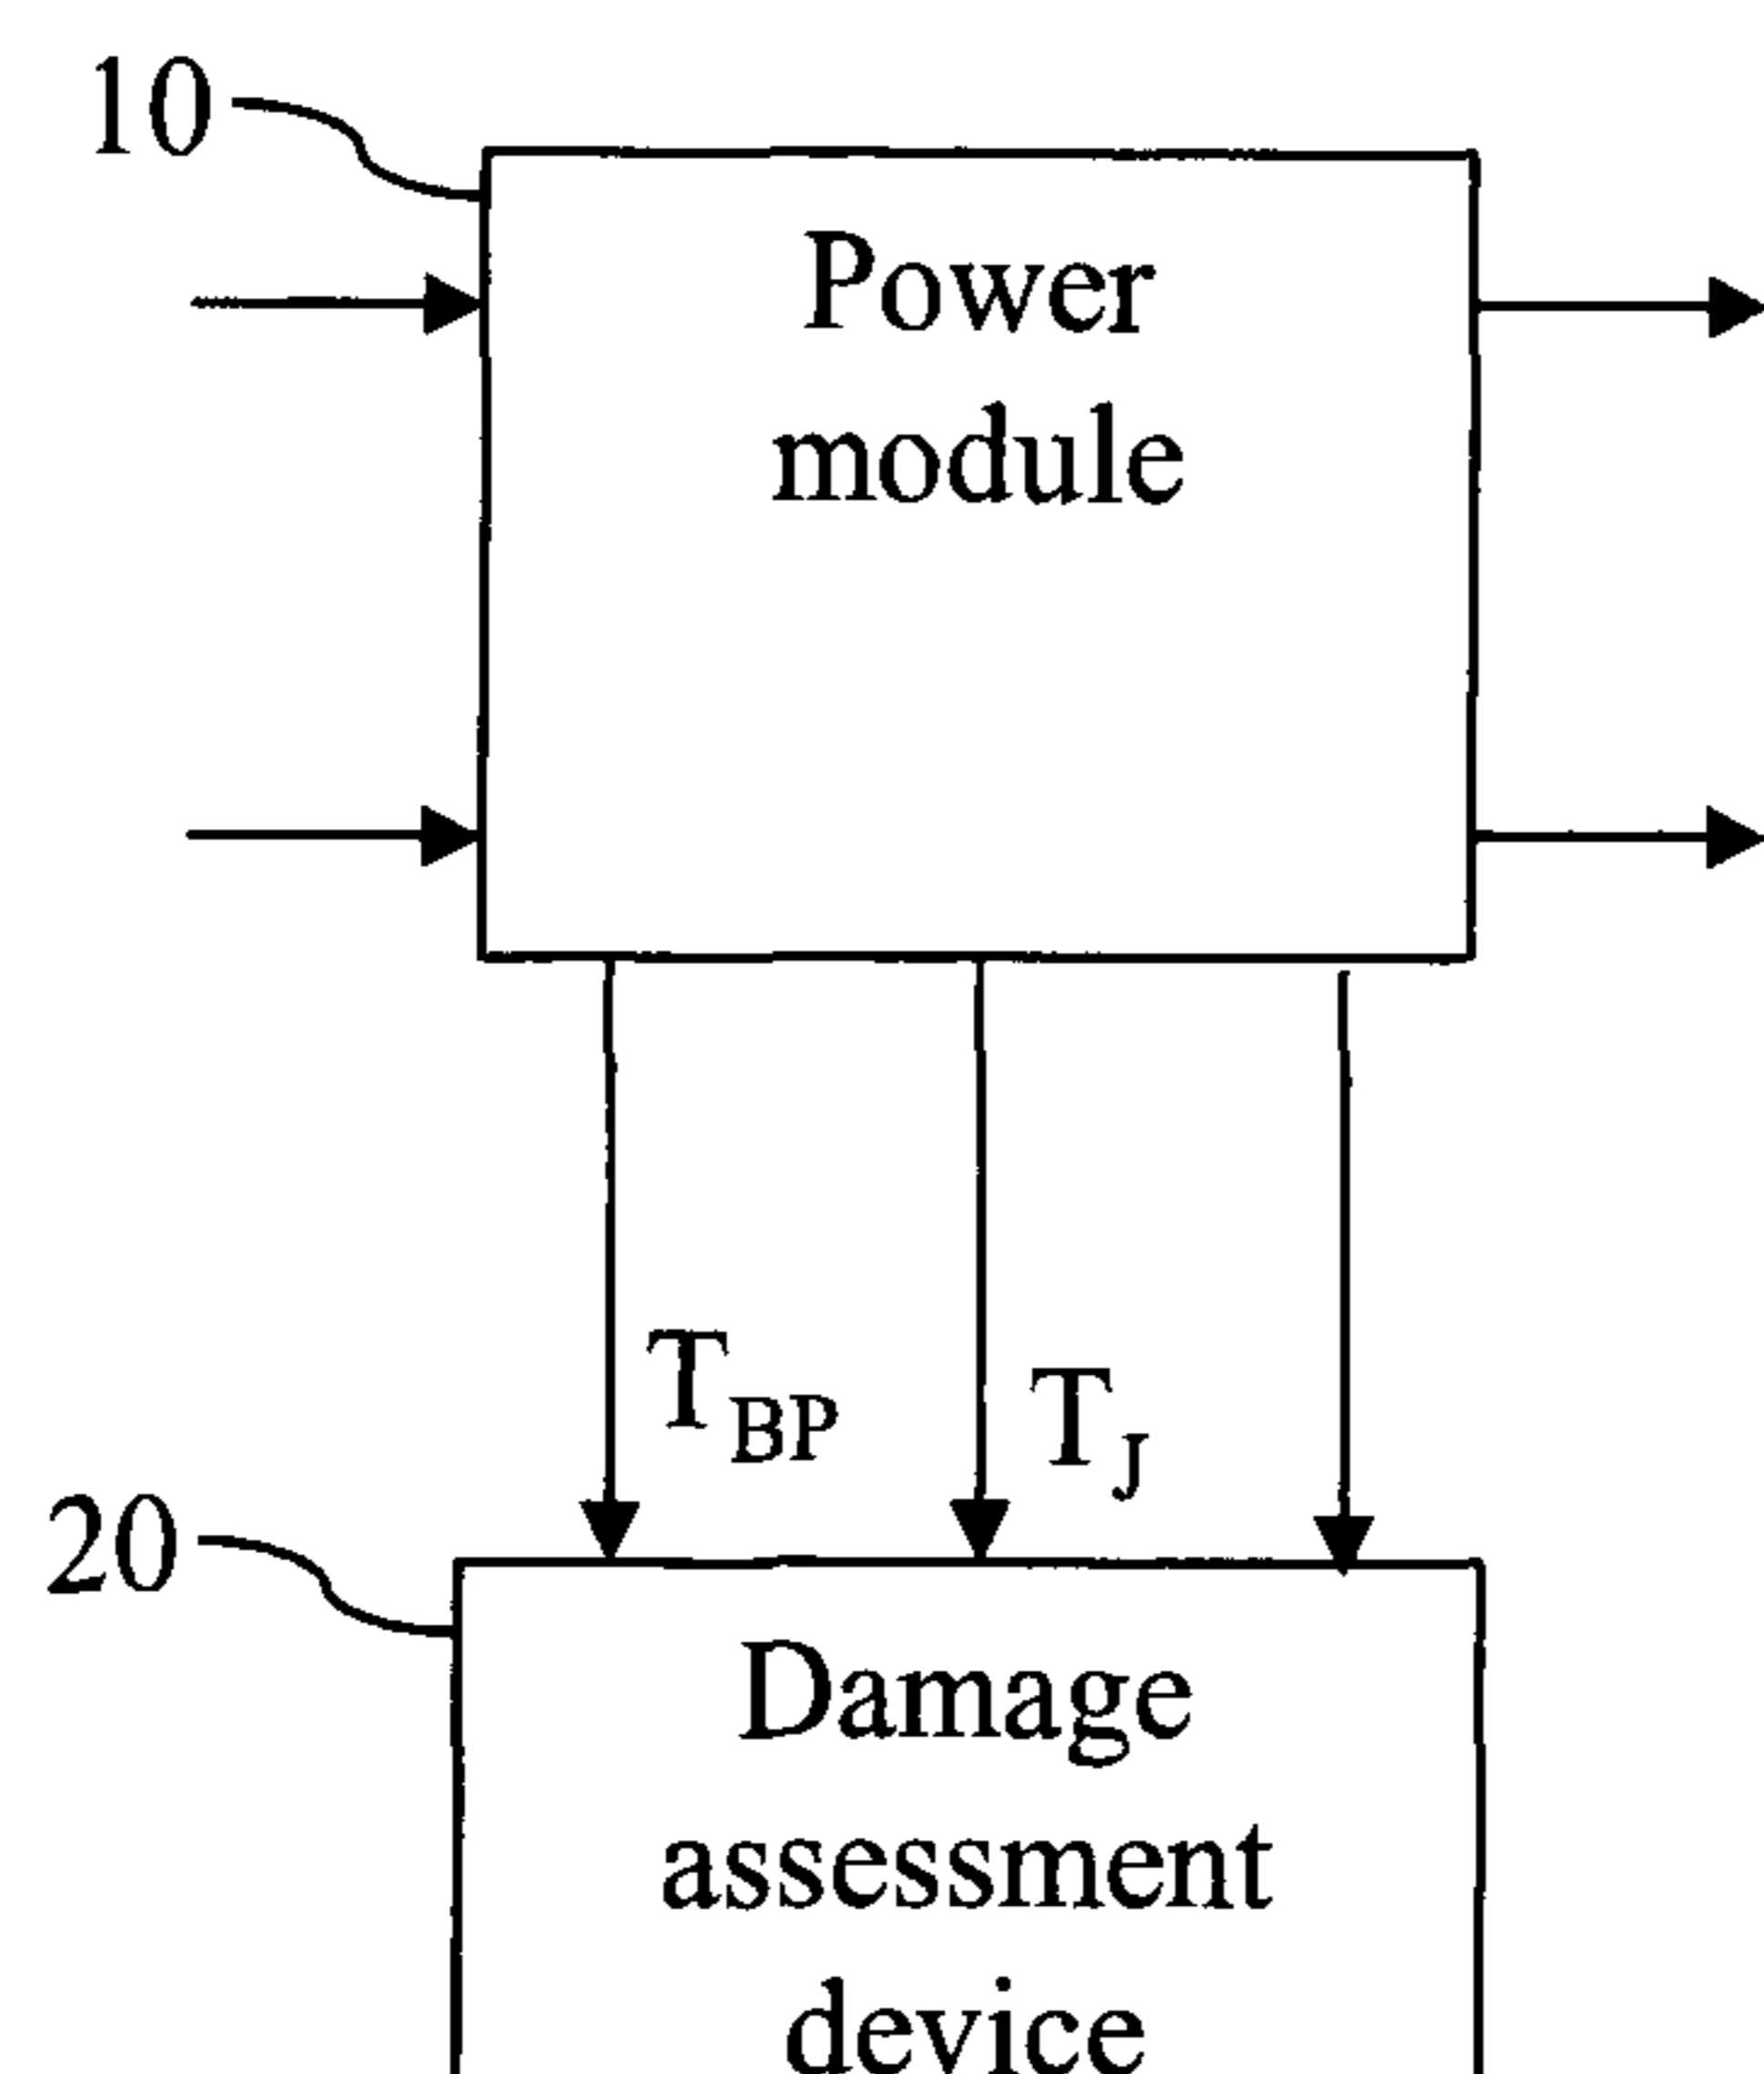 10
Power
module
T_BP
T_J
20
Damage
assessment
device